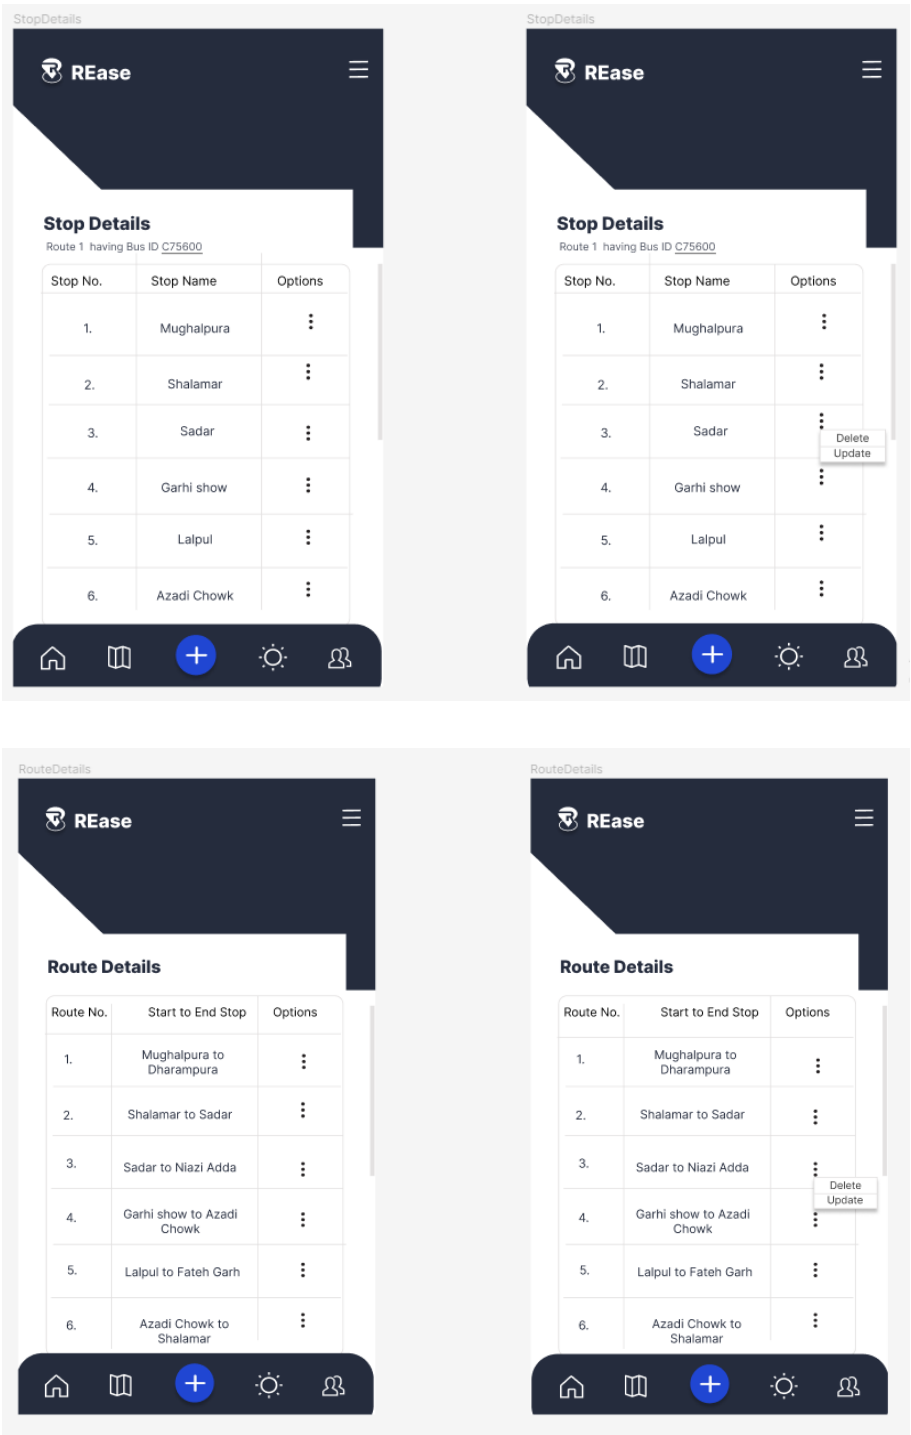 StopDetails
REase
Stop Details
Route 1 having Bus ID C75600
Stop No. Stop Name Options
1. Mughalpura
2. Shalamar
3. Sadar
4. Garhi show
5. Lalpul
6. Azadi Chowk
StopDetails
REase
Stop Details
Route 1 having Bus ID C75600
Stop No. Stop Name Options
1. Mughalpura
2. Shalamar
3. Sadar
Delete
Update
4. Garhi show
5. Lalpul
6. Azadi Chowk
RouteDetails
REase
Route Details
Route No. Start to End Stop Options
1. Mughalpura to
Dharampura
2. Shalamar to Sadar
3. Sadar to Niazi Adda
4. Garhi show to Azadi
Chowk
5. Lalpul to Fateh Garh
6. Azadi Chowk to
Shalamar
RouteDetails
REase
Route Details
Route No. Start to End Stop Options
1. Mughalpura to
Dharampura
2. Shalamar to Sadar
3. Sadar to Niazi Adda
Delete
Update
4. Garhi show to Azadi
Chowk
5. Lalpul to Fateh Garh
6. Azadi Chowk to
Shalamar